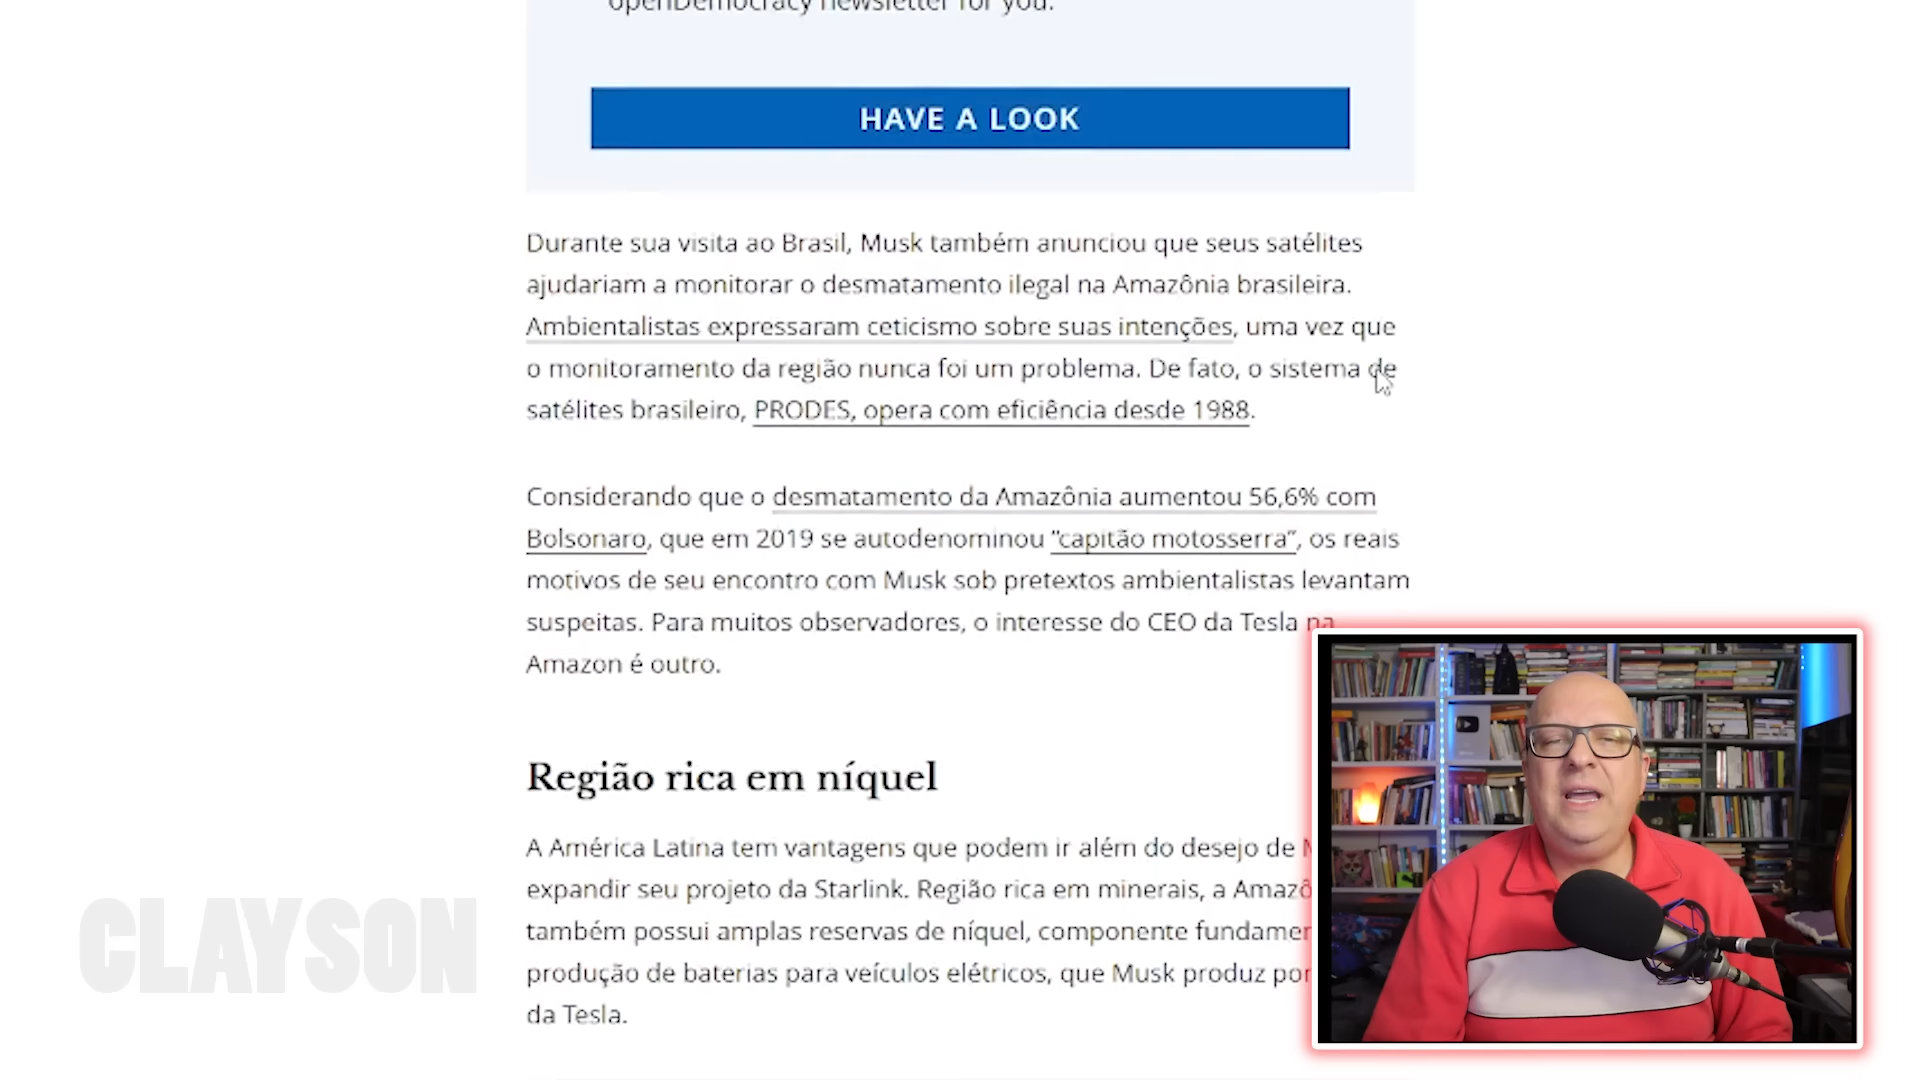 openDemocracy newsletter for you.
HAVE A LOOK
Durante sua visita ao Brasil, Musk também anunciou que seus satélites
ajudariam a monitorar o desmatamento ilegal na Amazônia brasileira.
Ambientalistas expressaram ceticismo sobre suas intenções, uma vez que
o monitoramento da região nunca foi um problema. De fato, o sistema de
satélites brasileiro, PRODES, opera com eficiência desde 1988.
Considerando que o desmatamento da Amazônia aumentou 56,6% com
Bolsonaro, que em 2019 se autodenominou “capitão motosserra”, os reais
motivos de seu encontro com Musk sob pretextos ambientalistas levantam
suspeitas. Para muitos observadores, o interesse do CEO da Tesla na
Amazon é outro.
Região rica em níquel
A América Latina tem vantagens que podem ir além do desejo de
expandir seu projeto da Starlink. Região rica em minerais, a
também possui amplas reservas de níquel, componente
produção de baterias para veículos elétricos, que Musk produz
da Tesla.
CLAYSON